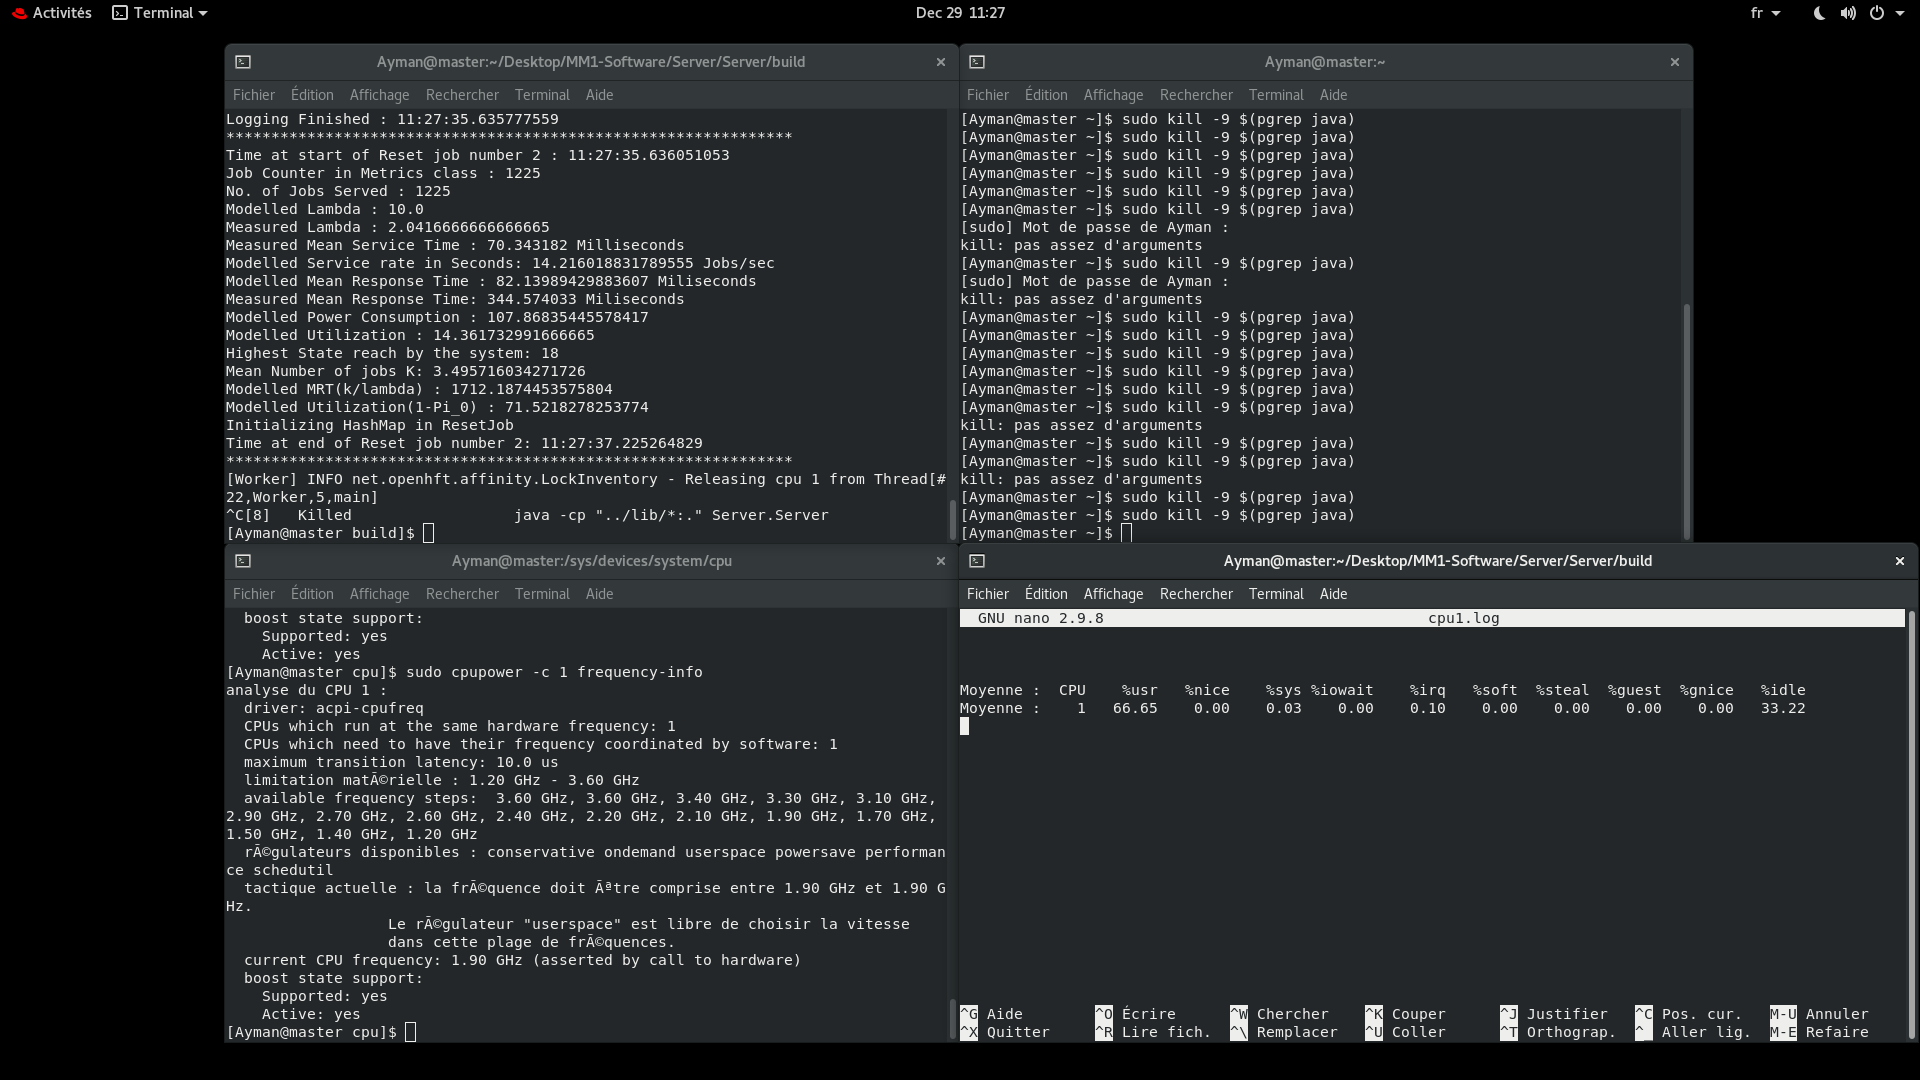 Activités Terminal Dec 29 11:27 fr
Ayman@master:~/Desktop/MM1-Software/Server/Server/build
Fichier Édition Affichage Rechercher Terminal Aide
Logging Finished : 11:27:35.635777559
***************************************************************
Time at start of Reset job number 2 : 11:27:35.636051053
Job Counter in Metrics class : 1225
No. of Jobs Served : 1225
Modelled Lambda : 10.0
Measured Lambda : 2.0416666666666665
Measured Mean Service Time : 70.343182 Milliseconds
Modelled Service rate in Seconds: 14.216018831789555 Jobs/sec
Modelled Mean Response Time : 82.13989429883607 Miliseconds
Measured Mean Response Time: 344.574033 Miliseconds
Modelled Power Consumption : 107.86835445578417
Modelled Utilization : 14.361732991666665
Highest State reach by the system: 18
Mean Number of jobs K: 3.495716034271726
Modelled MRT(k/lambda) : 1712.1874453575804
Modelled Utilization(1-Pi_0) : 71.5218278253774
Initializing HashMap in ResetJob
Time at end of Reset job number 2: 11:27:37.225264829
***************************************************************
[Worker] INFO net.openhft.affinity.LockInventory - Releasing cpu 1 from Thread[#
22,Worker,5,main]
^C[8]   Killed                  java -cp "../lib/*:." Server.Server
[Ayman@master build]$
Ayman@master:~
Fichier Édition Affichage Rechercher Terminal Aide
[Ayman@master ~]$ sudo kill -9 $(pgrep java)
[Ayman@master ~]$ sudo kill -9 $(pgrep java)
[Ayman@master ~]$ sudo kill -9 $(pgrep java)
[Ayman@master ~]$ sudo kill -9 $(pgrep java)
[Ayman@master ~]$ sudo kill -9 $(pgrep java)
[Ayman@master ~]$ sudo kill -9 $(pgrep java)
[sudo] Mot de passe de Ayman :
kill: pas assez d'arguments
[Ayman@master ~]$ sudo kill -9 $(pgrep java)
[sudo] Mot de passe de Ayman :
kill: pas assez d'arguments
[Ayman@master ~]$ sudo kill -9 $(pgrep java)
[Ayman@master ~]$ sudo kill -9 $(pgrep java)
[Ayman@master ~]$ sudo kill -9 $(pgrep java)
[Ayman@master ~]$ sudo kill -9 $(pgrep java)
[Ayman@master ~]$ sudo kill -9 $(pgrep java)
[Ayman@master ~]$ sudo kill -9 $(pgrep java)
kill: pas assez d'arguments
[Ayman@master ~]$ sudo kill -9 $(pgrep java)
[Ayman@master ~]$ sudo kill -9 $(pgrep java)
kill: pas assez d'arguments
[Ayman@master ~]$ sudo kill -9 $(pgrep java)
[Ayman@master ~]$ sudo kill -9 $(pgrep java)
[Ayman@master ~]$
Ayman@master:/sys/devices/system/cpu
Fichier Édition Affichage Rechercher Terminal Aide
boost state support:
Supported: yes
Active: yes
[Ayman@master cpu]$ sudo cpupower -c 1 frequency-info
analyse du CPU 1 :
driver: acpi-cpufreq
CPUs which run at the same hardware frequency: 1
CPUs which need to have their frequency coordinated by software: 1
maximum transition latency: 10.0 us
limitation matÃ©rielle : 1.20 GHz - 3.60 GHz
available frequency steps:  3.60 GHz, 3.60 GHz, 3.40 GHz, 3.30 GHz, 3.10 GHz,
2.90 GHz, 2.70 GHz, 2.60 GHz, 2.40 GHz, 2.20 GHz, 2.10 GHz, 1.90 GHz, 1.70 GHz,
1.50 GHz, 1.40 GHz, 1.20 GHz
rÃ©gulateurs disponibles : conservative ondemand userspace powersave performan
ce schedutil
tactique actuelle : la frÃ©quence doit Ãªtre comprise entre 1.90 GHz et 1.90 G
Hz.
Le rÃ©gulateur "userspace" est libre de choisir la vitesse
dans cette plage de frÃ©quences.
current CPU frequency: 1.90 GHz (asserted by call to hardware)
boost state support:
Supported: yes
Active: yes
[Ayman@master cpu]$
Ayman@master:~/Desktop/MM1-Software/Server/Server/build
Fichier Édition Affichage Rechercher Terminal Aide
GNU nano 2.9.8 cpu1.log
Moyenne :  CPU    %usr   %nice    %sys %iowait    %irq   %soft  %steal  %guest  %gnice   %idle
Moyenne :    1   66.65    0.00    0.03    0.00    0.10    0.00    0.00    0.00    0.00   33.22
^G Aide ^O Écrire ^W Chercher ^K Couper ^J Justifier ^C Pos. cur. M-U Annuler
^X Quitter ^R Lire fich. ^\ Remplacer ^U Coller ^T Orthograp. ^_ Aller lig. M-E Refaire